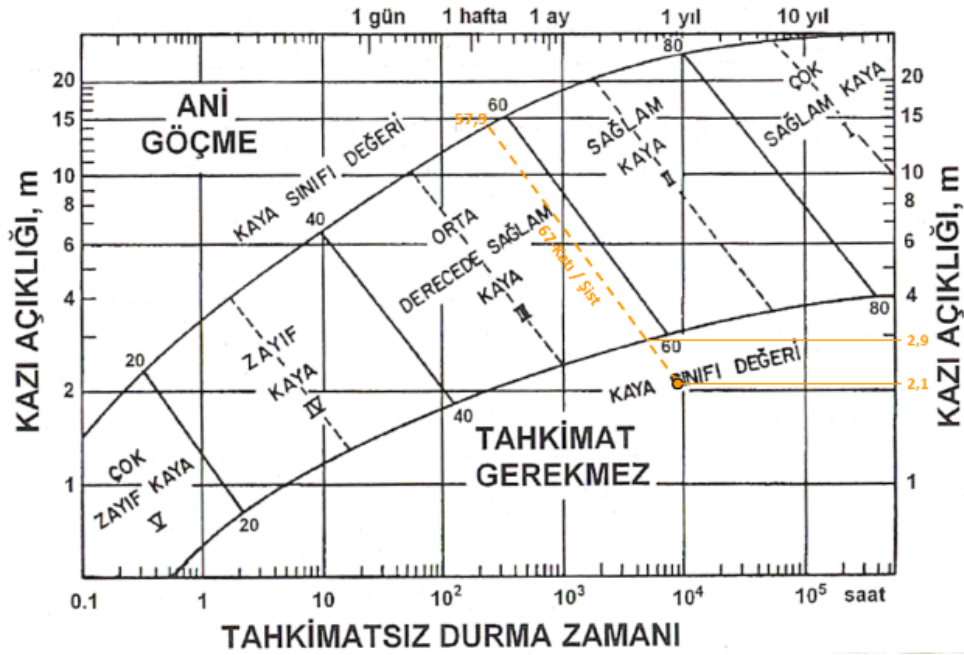 1 gün 1 hafta 1 ay 1 yıl 10 yıl
KAZI AÇIKLIĞI, m
20
15
10
8
6
4
2
1
ANİ
GÖÇME
KAYA SINIFI DEĞERİ
20
40
57,9
60
80
ÇOK
ZAYIF KAYA
V
ZAYIF
KAYA
IV
ORTA
DERECEDE SAĞLAM
KAYA
III
67-Katı / Şist
SAĞLAM
KAYA
II
ÇOK
SAĞLAM KAYA
I
20
40
60
80
KAYA SINIFI DEĞERİ
TAHKİMAT
GEREKMEZ
20
15
10
8
6
4
2,9
2,1
1
KAZI AÇIKLIĞI, m
0.1 1 10 10² 10³ 10⁴ 10⁵ saat
TAHKİMATSIZ DURMA ZAMANI